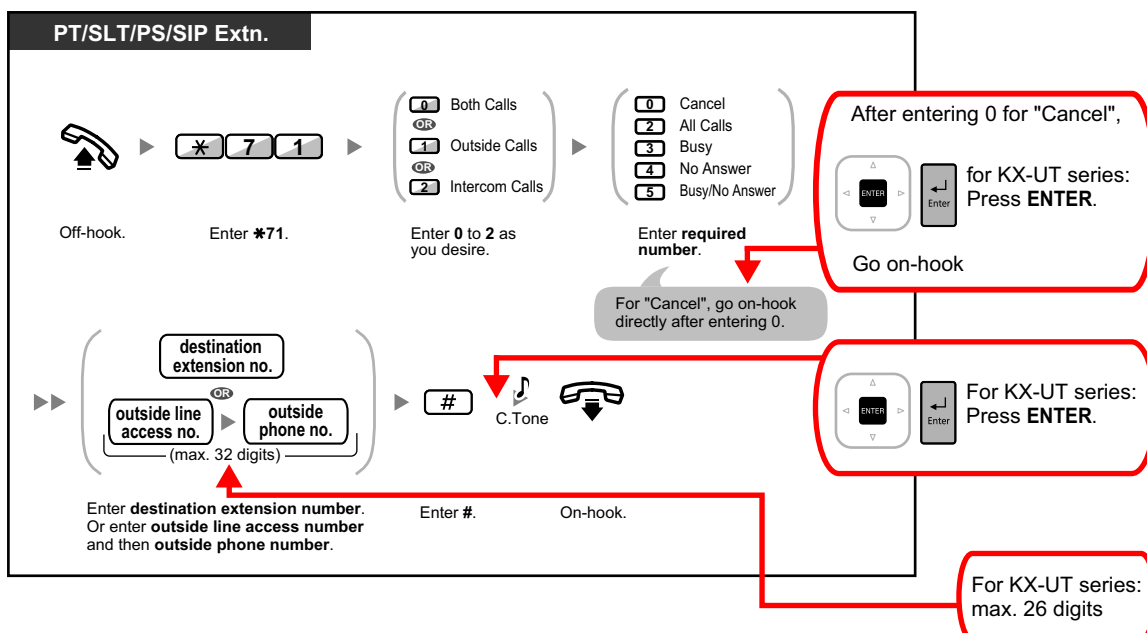 PT/SLT/PS/SIP Extn.
* 7 1
0 Both Calls
OR
1 Outside Calls
OR
2 Intercom Calls
0 Cancel
2 All Calls
3 Busy
4 No Answer
5 Busy/No Answer
Off-hook.
Enter *71.
Enter 0 to 2 as
you desire.
Enter required
number.
For "Cancel", go on-hook
directly after entering 0.
After entering 0 for "Cancel",
ENTER
Enter
for KX-UT series:
Press ENTER.
Go on-hook
destination
extension no.
OR
outside line
access no.
outside
phone no.
(max. 32 digits)
#
C.Tone
Enter destination extension number.
Or enter outside line access number
and then outside phone number.
Enter #.
On-hook.
ENTER
Enter
For KX-UT series:
Press ENTER.
For KX-UT series:
max. 26 digits